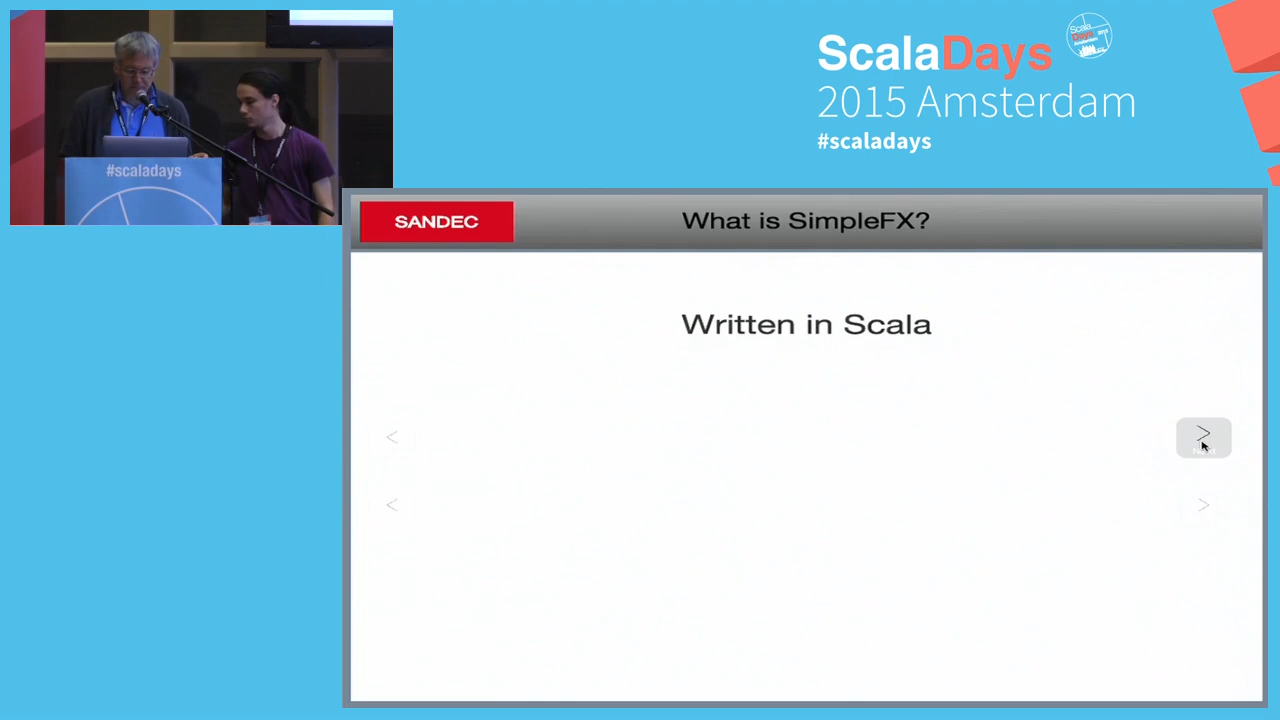 ScalaDays
2015 Amsterdam
#scaladays
#scaladays
SANDEC
What is SimpleFX?
Written in Scala
<
>
<
>